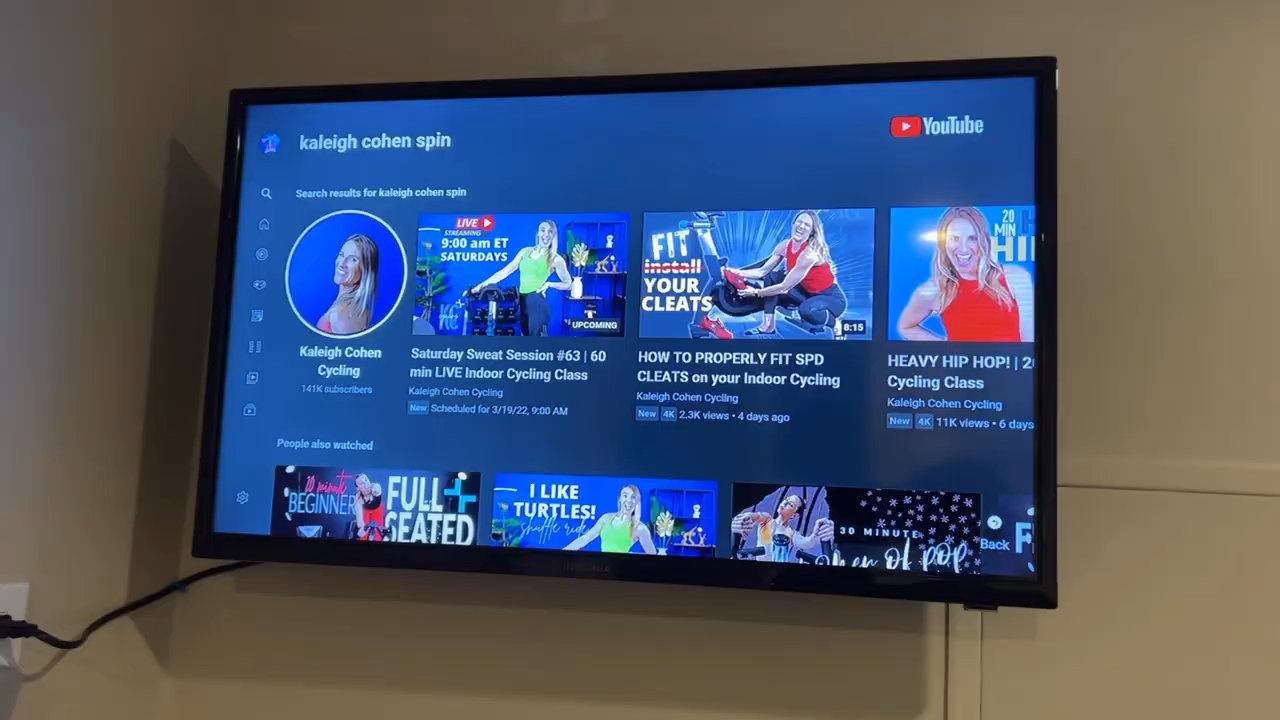 kaleigh cohen spin
YouTube
Search results for kaleigh cohen spin
LIVE
STREAMING
9:00 am ET
SATURDAYS
KC
UPCOMING
FIT
install
YOUR
CLEATS
8:15
20
MIN
Kaleigh Cohen
Cycling
141K subscribers
Saturday Sweat Session #63 | 60
min LIVE Indoor Cycling Class
Kaleigh Cohen Cycling
New Scheduled for 3/19/22, 9:00 AM
HOW TO PROPERLY FIT SPD
CLEATS on your Indoor Cycling
Kaleigh Cohen Cycling
New 4K 2.3K views • 4 days ago
HEAVY HIP HOP! | 2
Cycling Class
Kaleigh Cohen Cycling
New 4K 11K views • 6 days
People also watched
20 minute
BEGINNER
FULL
SEATED
I LIKE
TURTLES!
shuffle ride
30 MINUTE
of pop
Back